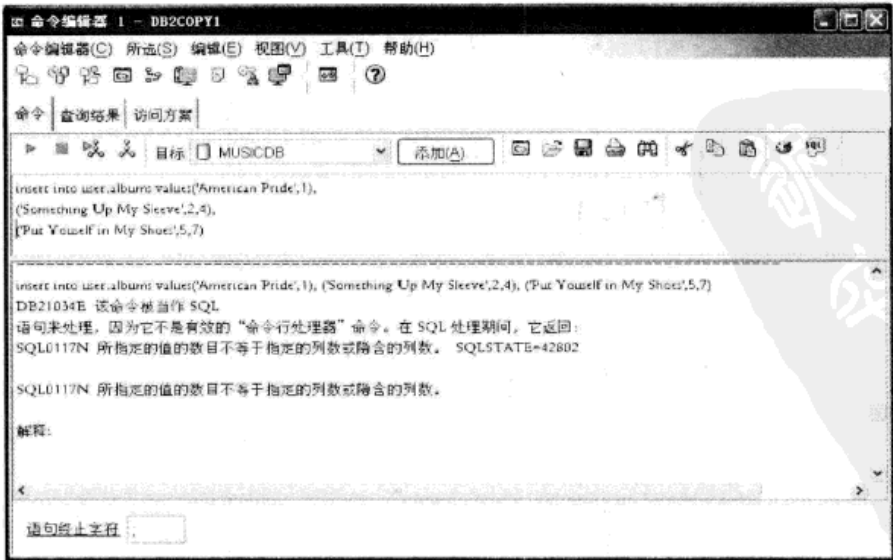 命令编辑器 1 - DB2COPY1
命令编辑器(C) 所选(S) 编辑(E) 视图(V) 工具(T) 帮助(H)
命令 查询结果 访问方案
目标 MUSICDB 添加(A)
insert into user.albums values('American Pride',1),
('Something Up My Sleeve',2,4),
('Put Youself in My Shoes',5,7)
insert into user.albums values('American Pride',1), ('Something Up My Sleeve',2,4), ('Put Youself in My Shoes',5,7)
DB21034E 该命令被当作 SQL
语句来处理，因为它不是有效的“命令行处理器”命令。在 SQL 处理期间，它返回：
SQL0117N 所指定的值的数目不等于指定的列数或隐含的列数。 SQLSTATE=42802
SQL0117N 所指定的值的数目不等于指定的列数或隐含的列数。
解释:
语句终止字符